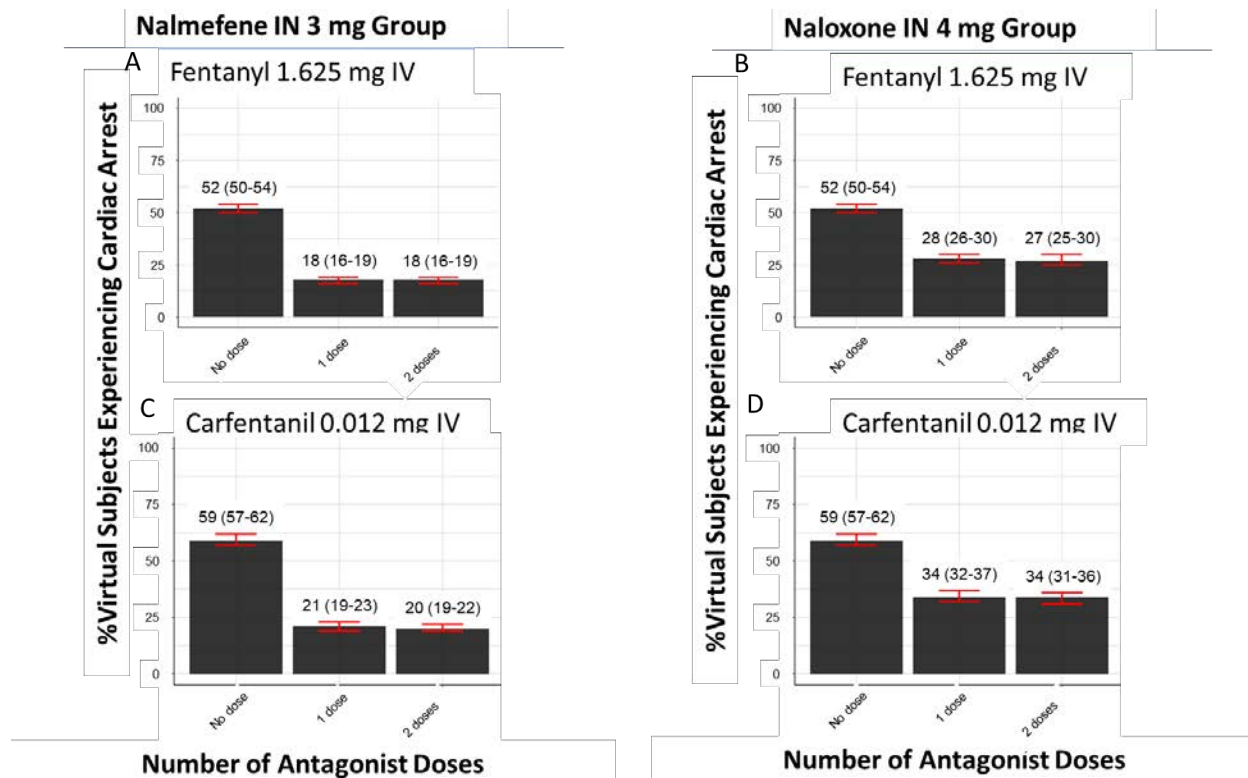 Nalmefene IN 3 mg Group
Naloxone IN 4 mg Group
A
Fentanyl 1.625 mg IV
%Virtual Subjects Experiencing Cardiac Arrest
100
75
50
25
0
52 (50-54)
18 (16-19)
18 (16-19)
No dose
1 dose
2 doses
B
Fentanyl 1.625 mg IV
%Virtual Subjects Experiencing Cardiac Arrest
100
75
50
25
0
52 (50-54)
28 (26-30)
27 (25-30)
No dose
1 dose
2 doses
C
Carfentanil 0.012 mg IV
100
75
50
25
0
59 (57-62)
21 (19-23)
20 (19-22)
No dose
1 dose
2 doses
Number of Antagonist Doses
D
Carfentanil 0.012 mg IV
100
75
50
25
0
59 (57-62)
34 (32-37)
34 (31-36)
No dose
1 dose
2 doses
Number of Antagonist Doses